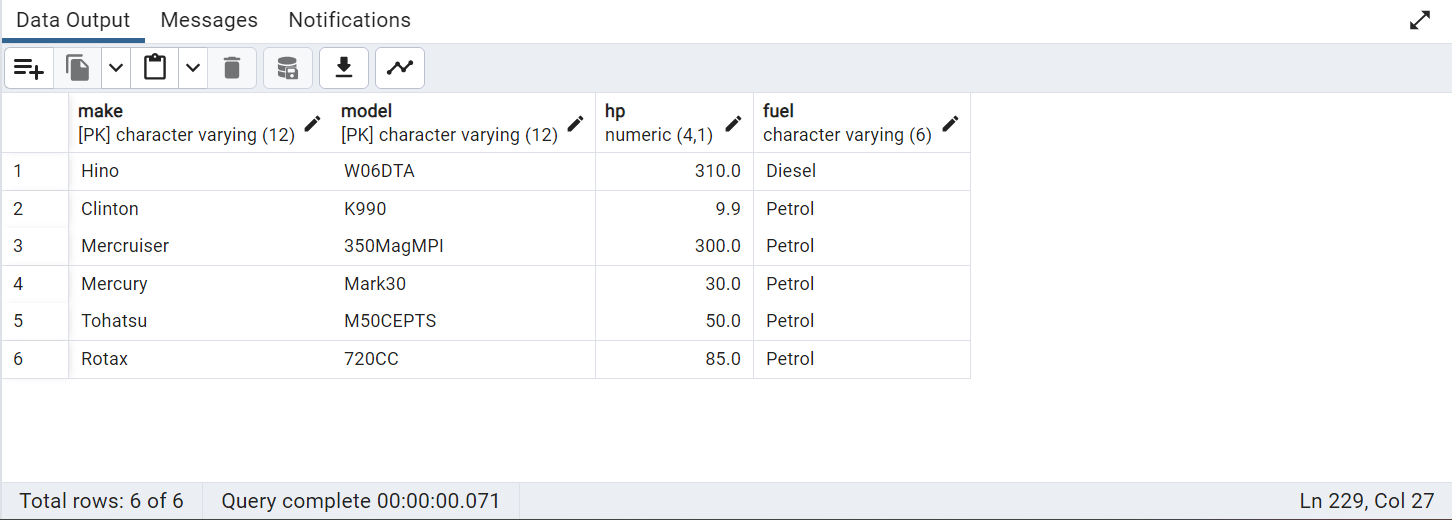 Data Output Messages Notifications
make model hp fuel
[PK] character varying (12) [PK] character varying (12) numeric (4,1) character varying (6)
1 Hino W06DTA 310.0 Diesel
2 Clinton K990 9.9 Petrol
3 Mercruiser 350MagMPI 300.0 Petrol
4 Mercury Mark30 30.0 Petrol
5 Tohatsu M50CEPTS 50.0 Petrol
6 Rotax 720CC 85.0 Petrol
Total rows: 6 of 6 Query complete 00:00:00.071 Ln 229, Col 27